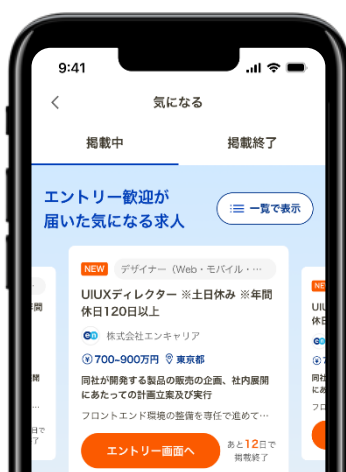 9:41
気になる
掲載中
掲載終了
エントリー歓迎が
届いた気になる求人
一覧で表示
NEW デザイナー（Web・モバイル・…
UIUXディレクター ※土日休み ※年間
休日120日以上
en 株式会社エンキャリア
¥ 700~900万円 東京都
同社が開発する製品の販売の企画、社内展開
にあたっての計画立案及び実行
フロントエンド環境の整備を専任で進めて…
エントリー画面へ
あと12日で
掲載終了